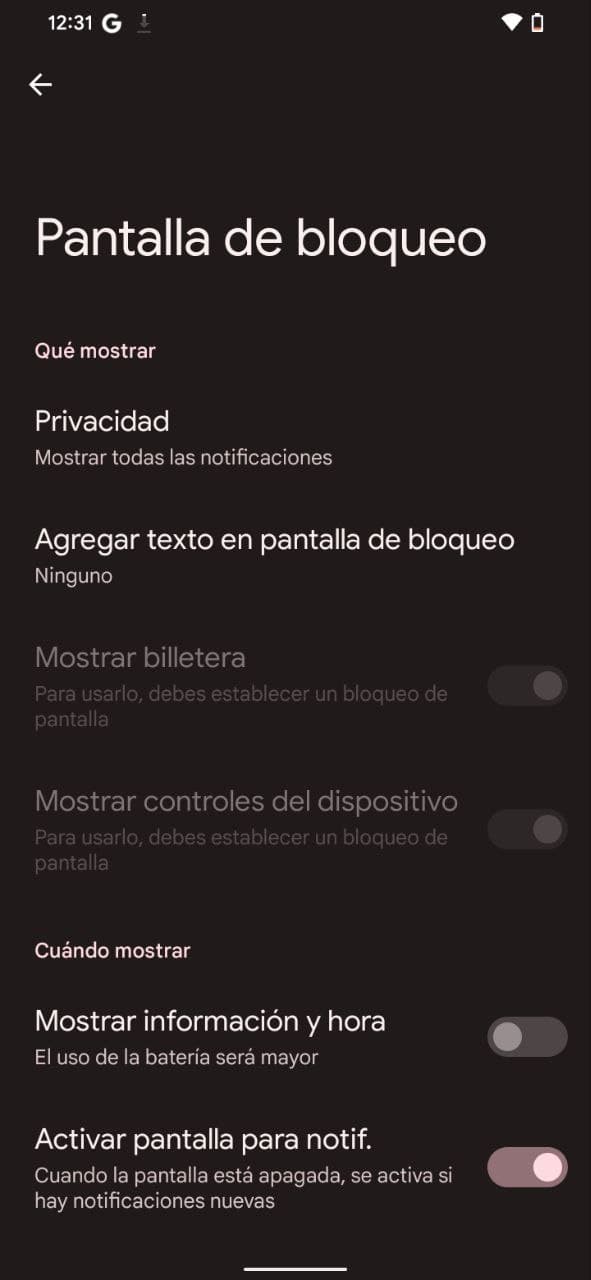 12:31 G
Pantalla de bloqueo
Qué mostrar
Privacidad
Mostrar todas las notificaciones
Agregar texto en pantalla de bloqueo
Ninguno
Mostrar billetera
Para usarlo, debes establecer un bloqueo de
pantalla
Mostrar controles del dispositivo
Para usarlo, debes establecer un bloqueo de
pantalla
Cuándo mostrar
Mostrar información y hora
El uso de la batería será mayor
Activar pantalla para notif.
Cuando la pantalla está apagada, se activa si
hay notificaciones nuevas